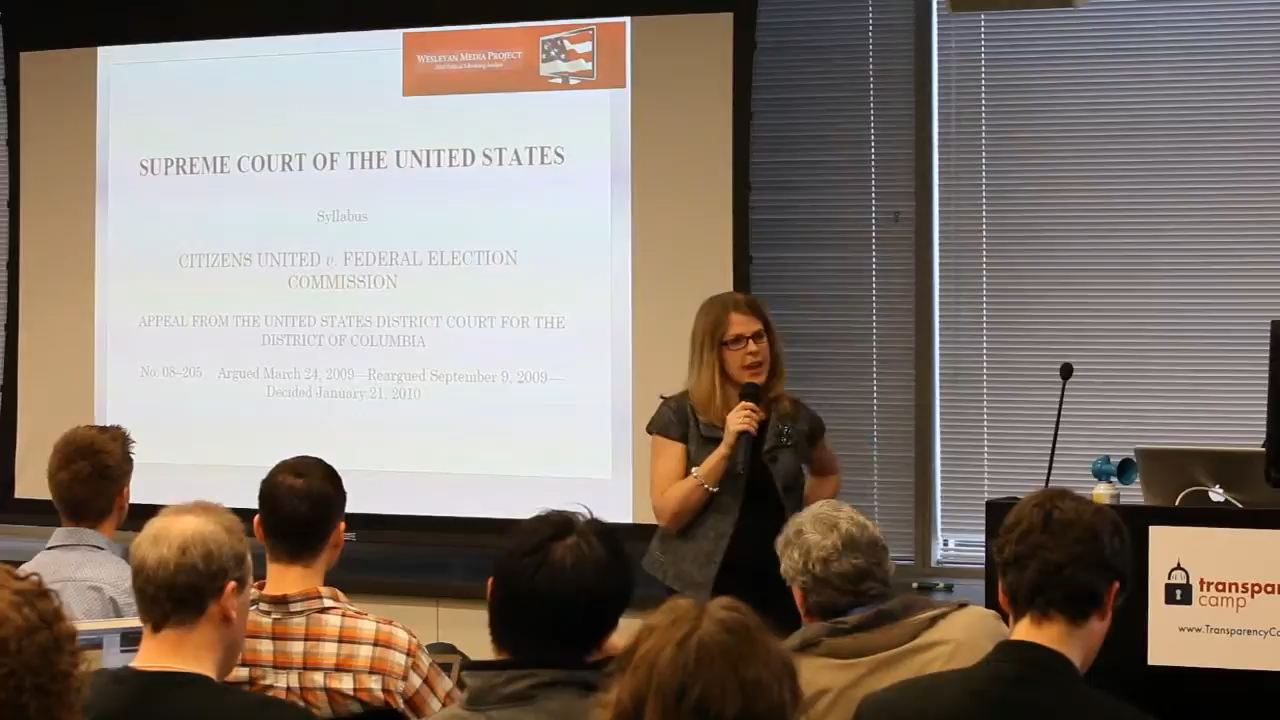 WESLEYAN MEDIA PROJECT
SUPREME COURT OF THE UNITED STATES
Syllabus
CITIZENS UNITED v. FEDERAL ELECTION
COMMISSION
APPEAL FROM THE UNITED STATES DISTRICT COURT FOR THE
DISTRICT OF COLUMBIA
No. 08–205 Argued March 24, 2009—Reargued September 9, 2009—
Decided January 21, 2010
transpa
camp
www.TransparencyC